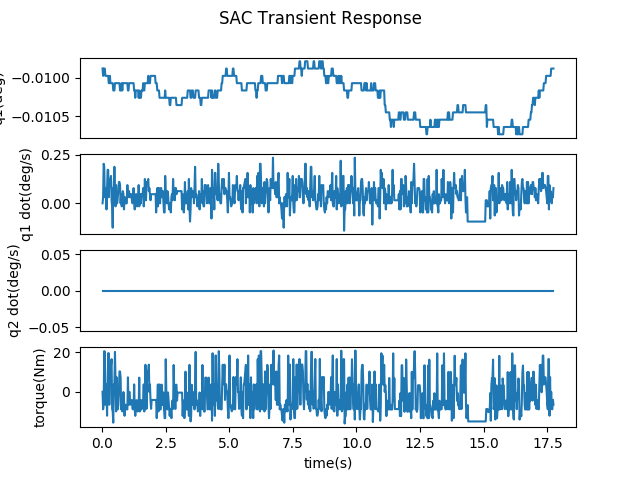 SAC Transient Response
q1(deg)
−0.0100
−0.0105
q1 dot(deg/s)
0.25
0.00
q2 dot(deg/s)
0.05
0.00
−0.05
torque(Nm)
20
0
0.0 2.5 5.0 7.5 10.0 12.5 15.0 17.5
time(s)